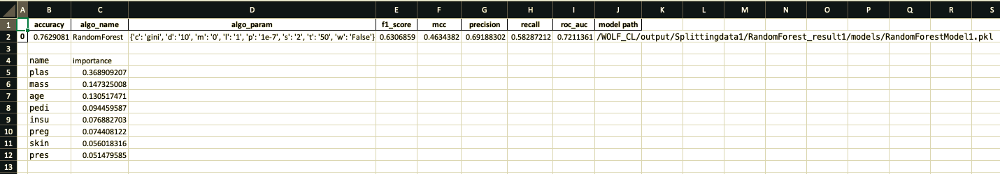 A B C D E F G H I J K L M N O P Q R S
1 accuracy algo_name algo_param f1_score mcc precision recall roc_auc model path
2 0 0.7629081 RandomForest {'c': 'gini', 'd': '10', 'm': '0', 'l': '1', 'p': '1e-7', 's': '2', 't': '50', 'w': 'False'} 0.6306859 0.4634382 0.69188302 0.58287212 0.7211361 /WOLF_CL/output/Splittingdata1/RandomForest_result1/models/RandomForestModel1.pkl
3
4 name importance
5 plas 0.368909207
6 mass 0.147325008
7 age 0.130517471
8 pedi 0.094459587
9 insu 0.076882703
10 preg 0.074408122
11 skin 0.056018316
12 pres 0.051479585
13